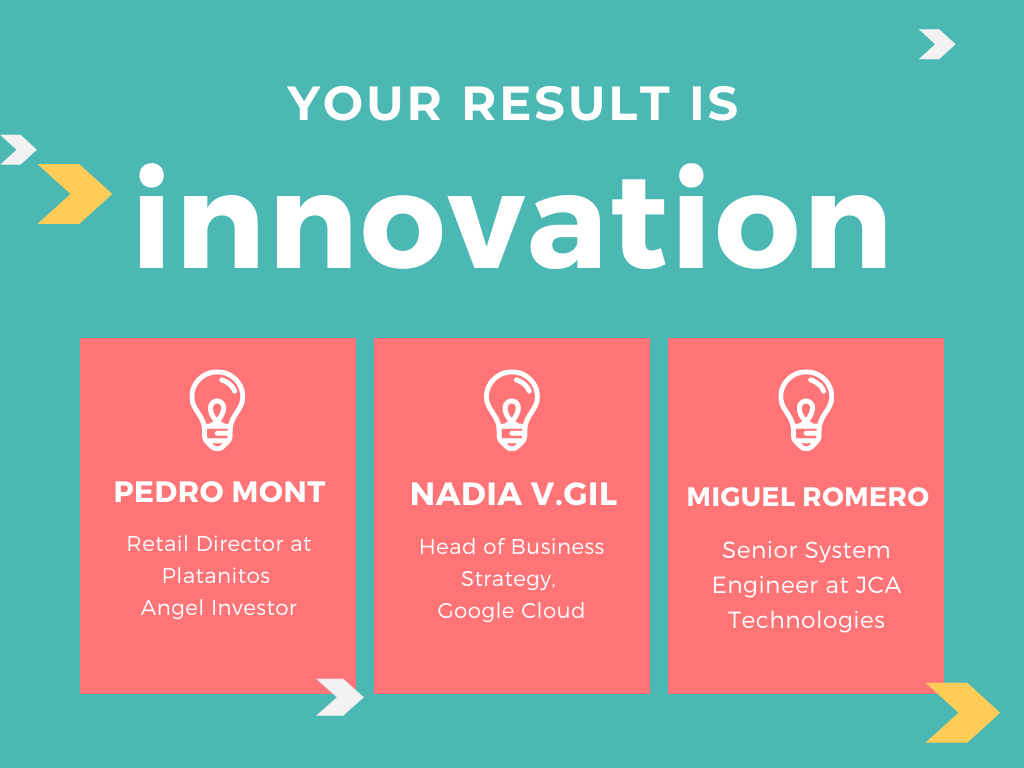 YOUR RESULT IS
innovation
PEDRO MONT
Retail Director at
Platanitos
Angel Investor
NADIA V.GIL
Head of Business
Strategy,
Google Cloud
MIGUEL ROMERO
Senior System
Engineer at JCA
Technologies